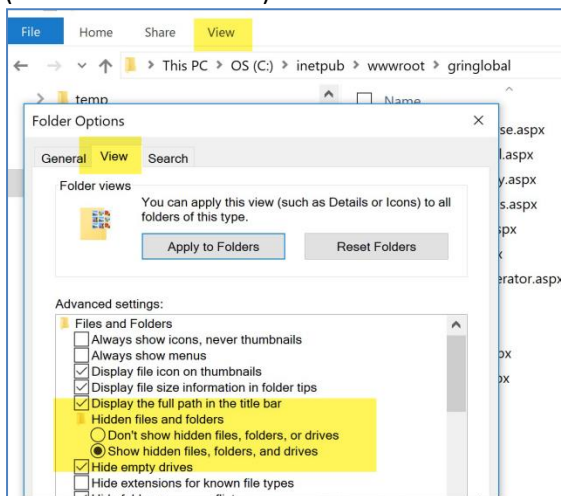 File Home Share View
This PC > OS (C:) > inetpub > wwwroot > gringlobal
temp
Name
Folder Options
se.aspx
l.aspx
General View Search
y.aspx
Folder views
s.aspx
You can apply this view (such as Details or Icons) to all
folders of this type.
spx
x
Apply to Folders Reset Folders
erator.aspx
Advanced settings:
Files and Folders
Always show icons, never thumbnails
Always show menus
px
Display file icon on thumbnails
Display file size information in folder tips
px
Display the full path in the title bar
Hidden files and folders
Don't show hidden files, folders, or drives
Show hidden files, folders, and drives
Hide empty drives
Hide extensions for known file types